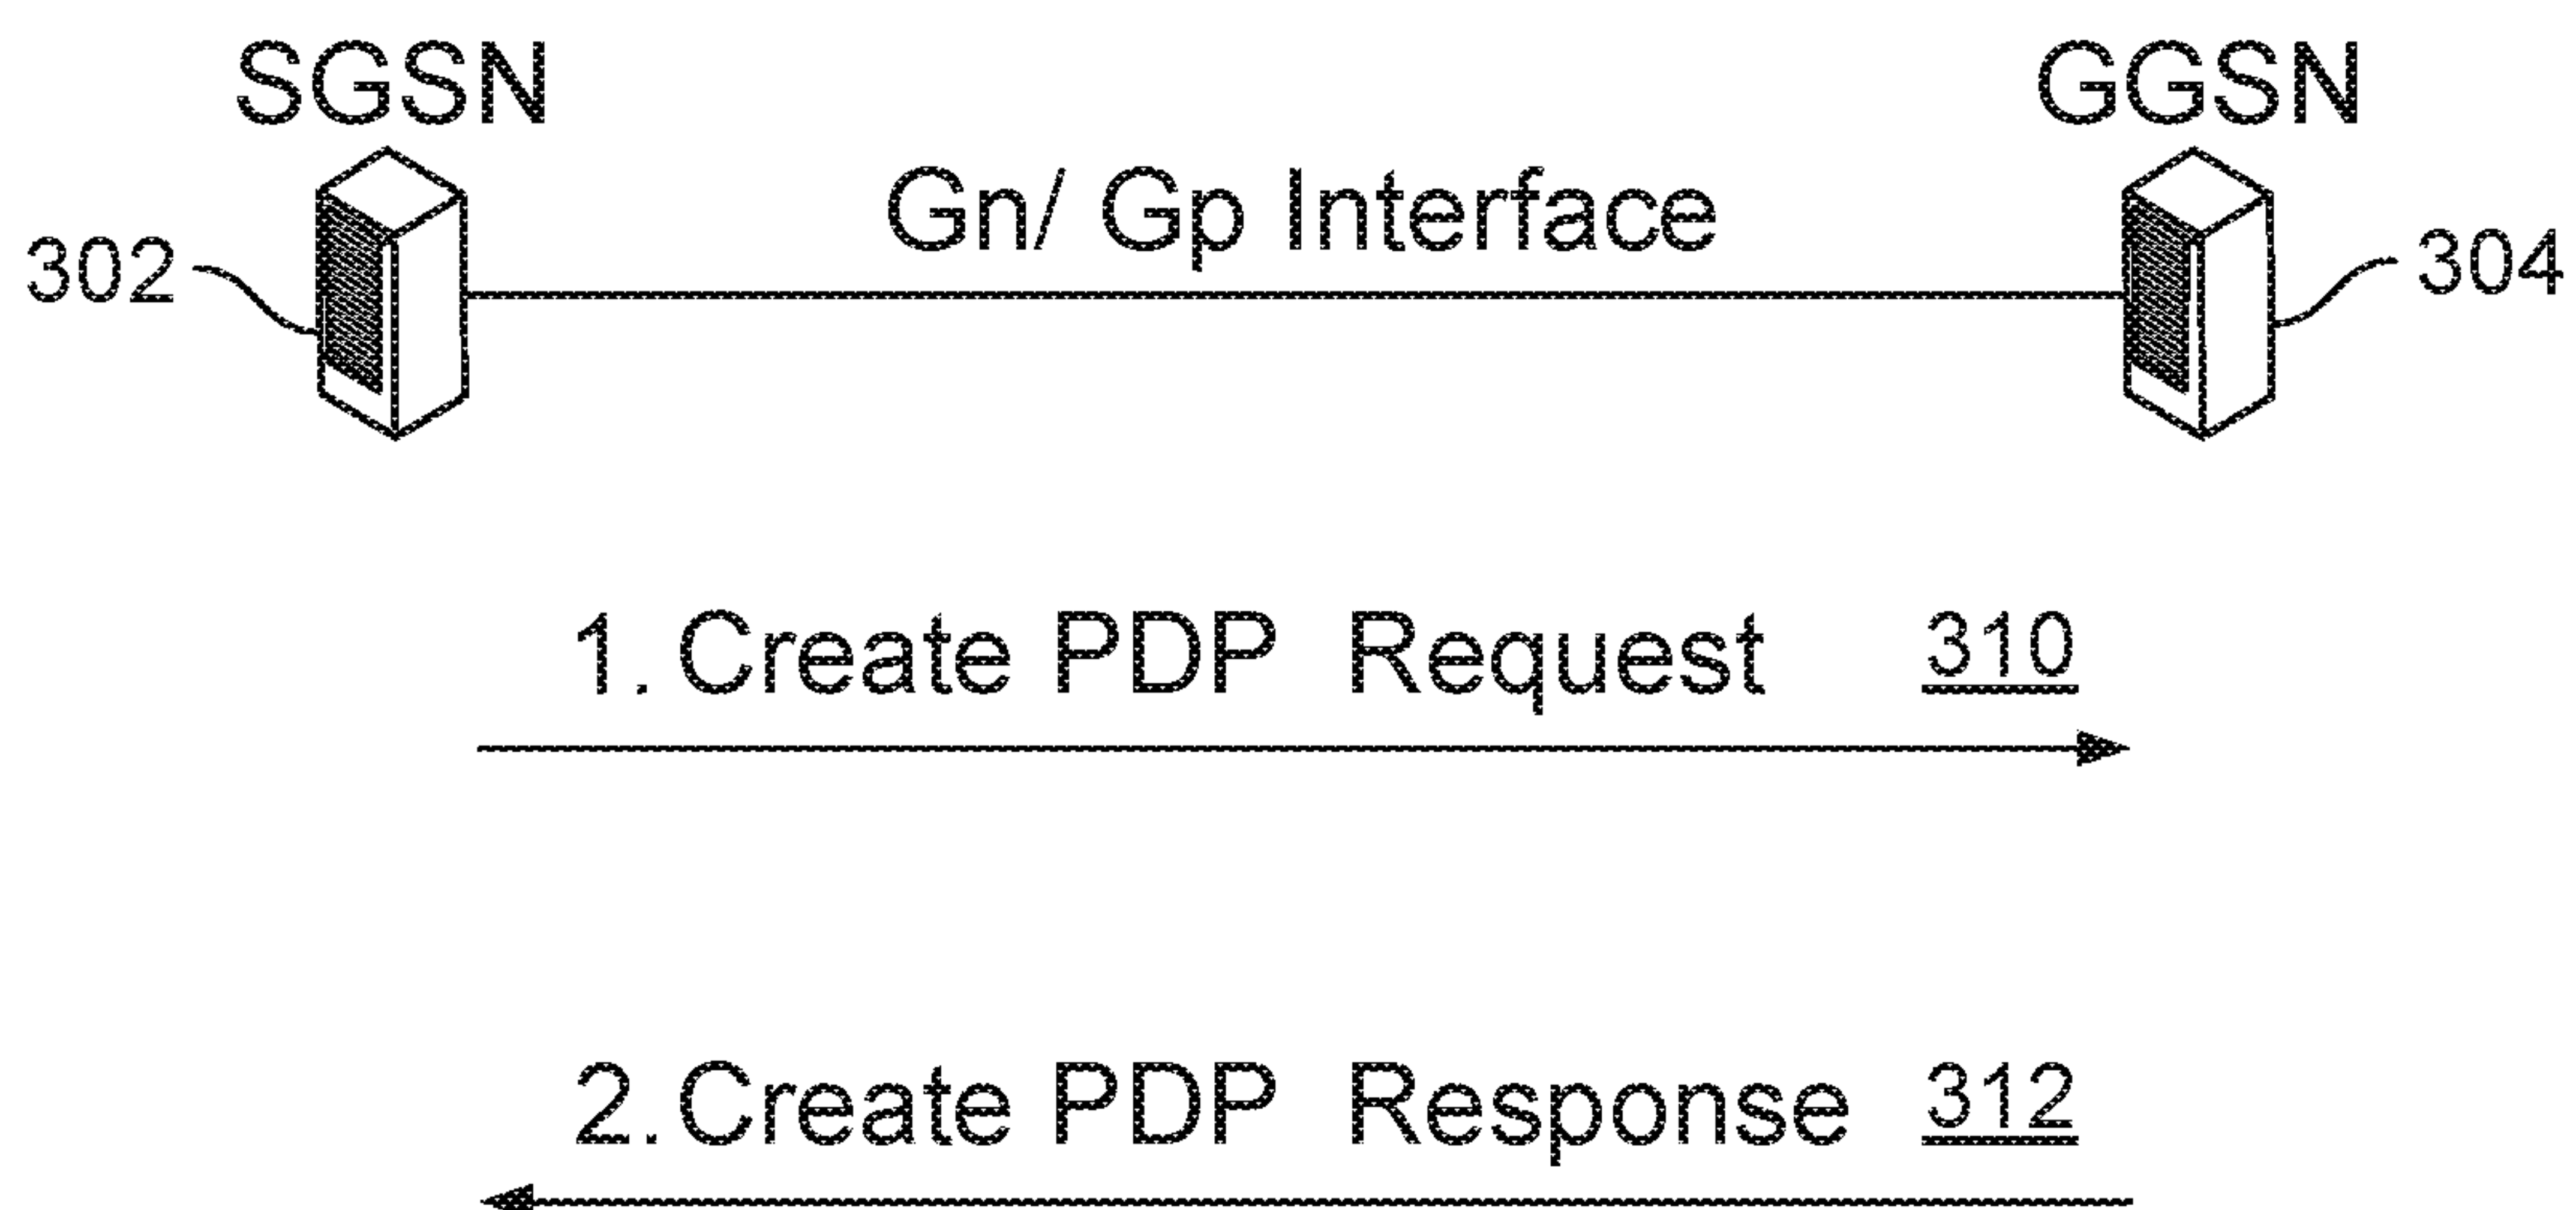 SGSN
GGSN
Gn/ Gp Interface
302
304
1. Create PDP Request 310
2. Create PDP Response 312